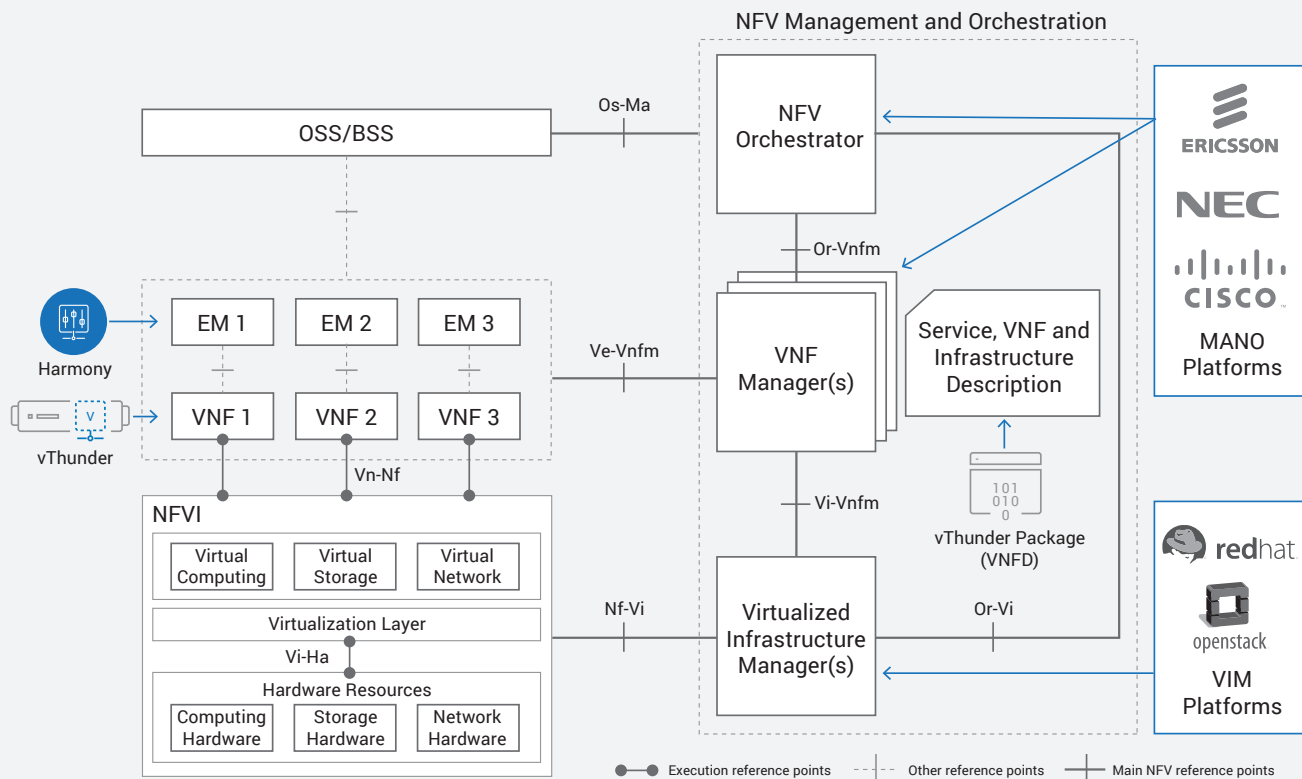 NFV Management and Orchestration
OSS/BSS
Os-Ma
NFV
Orchestrator
ERICSSON
NEC
CISCO
MANO
Platforms
Or-Vnfm
Harmony
EM 1
EM 2
EM 3
Ve-Vnfm
VNF
Manager(s)
Service, VNF and
Infrastructure
Description
V
vThunder
VNF 1
VNF 2
VNF 3
Vn-Nf
101
010
0
vThunder Package
(VNFD)
Vi-Vnfm
NFVI
Virtual
Computing
Virtual
Storage
Virtual
Network
Virtualization Layer
Vi-Ha
Hardware Resources
Computing
Hardware
Storage
Hardware
Network
Hardware
Nf-Vi
Virtualized
Infrastructure
Manager(s)
Or-Vi
redhat
openstack
VIM
Platforms
Execution reference points
Other reference points
Main NFV reference points